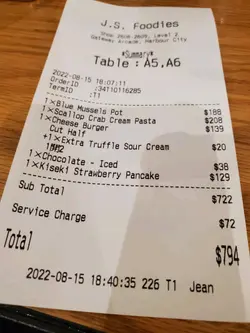 J.S. Foodies
Shop 2608-2609, Level 2
Gateway Arcade, Harbour City
*Summary*
Table : A5,A6
2022-08-15 18:07:11
OrderID :34110116285
TermID :T1
1×Blue Mussels Pot $188
1×Scallop Crab Cream Pasta $208
1×Cheese Burger $139
Cut Half
+1×Extra Truffle Sour Cream $20
1×Chocolate - Iced $38
1×Kiseki Strawberry Pancake $129
Sub Total $722
Service Charge $72
Total $794
2022-08-15 18:40:35 226 T1 Jean